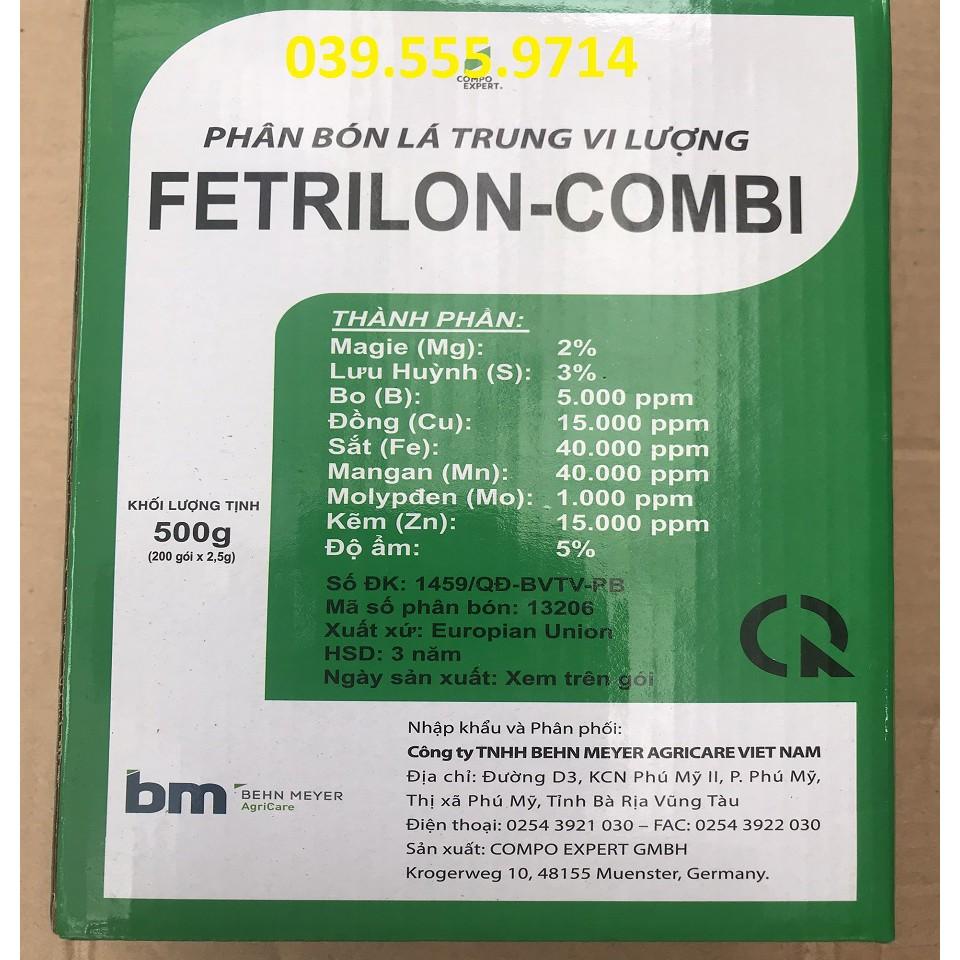 039.555.9714
COMPO
EXPERT®
PHÂN BÓN LÁ TRUNG VI LƯỢNG
FETRILON-COMBI
THÀNH PHẦN:
Magie (Mg): 2%
Lưu Huỳnh (S): 3%
Bo (B): 5.000 ppm
Đồng (Cu): 15.000 ppm
Sắt (Fe): 40.000 ppm
Mangan (Mn): 40.000 ppm
Molypđen (Mo): 1.000 ppm
Kẽm (Zn): 15.000 ppm
Độ ẩm: 5%
KHỐI LƯỢNG TỊNH
500g
(200 gói x 2,5g)
Số ĐK: 1459/QĐ-BVTV-PB
Mã số phân bón: 13206
Xuất xứ: Europian Union
HSD: 3 năm
Ngày sản xuất: Xem trên gói
CR
bm BEHN MEYER
AgriCare
Nhập khẩu và Phân phối:
Công ty TNHH BEHN MEYER AGRICARE VIET NAM
Địa chỉ: Đường D3, KCN Phú Mỹ II, P. Phú Mỹ,
Thị xã Phú Mỹ, Tỉnh Bà Rịa Vũng Tàu
Điện thoại: 0254 3921 030 – FAC: 0254 3922 030
Sản xuất: COMPO EXPERT GMBH
Krogerweg 10, 48155 Muenster, Germany.